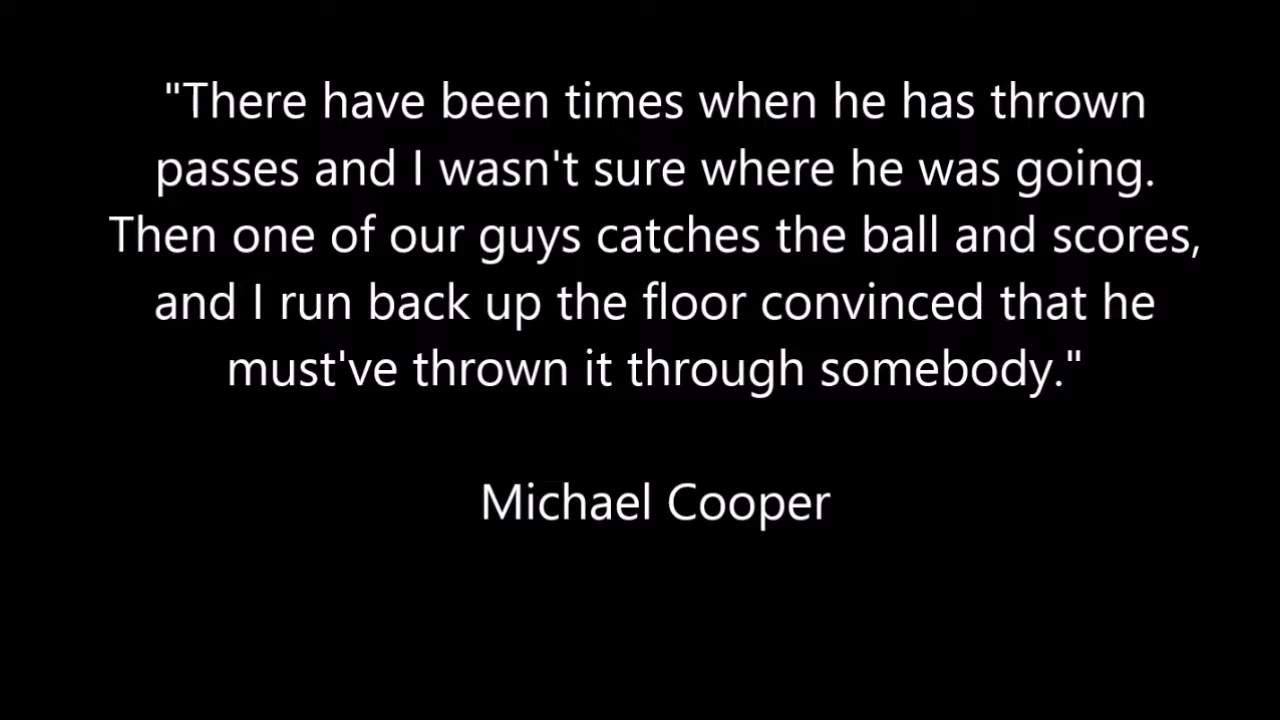 "There have been times when he has thrown
passes and I wasn't sure where he was going.
Then one of our guys catches the ball and scores,
and I run back up the floor convinced that he
must've thrown it through somebody."
Michael Cooper